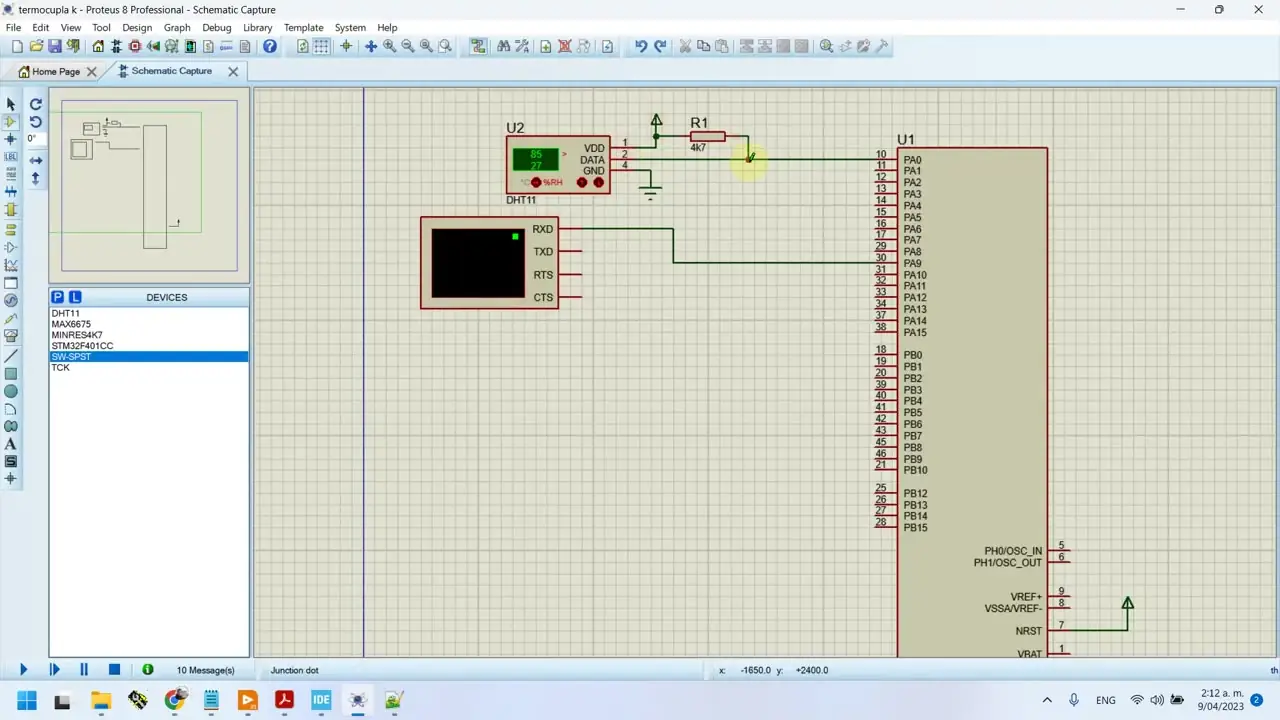 termocupla k - Proteus 8 Professional - Schematic Capture
File Edit View Tool Design Graph Debug Library Template System Help
Home Page
Schematic Capture
0°
P L DEVICES
DHT11
MAX6675
MINRES4K7
STM32F401CC
SW-SPST
TCK
U2
85
27
>
°C %RH
VDD 1
DATA 2
GND 4
DHT11
R1
4k7
RXD
TXD
RTS
CTS
U1
10 PA0
11 PA1
12 PA2
13 PA3
14 PA4
15 PA5
16 PA6
17 PA7
29 PA8
30 PA9
31 PA10
32 PA11
33 PA12
34 PA13
37 PA14
38 PA15
18 PB0
19 PB1
20 PB2
39 PB3
40 PB4
41 PB5
42 PB6
43 PB7
45 PB8
46 PB9
21 PB10
25 PB12
26 PB13
27 PB14
28 PB15
PH0/OSC_IN 5
PH1/OSC_OUT 6
VREF+ 9
VSSA/VREF- 8
NRST 7
VBAT 1
10 Message(s)
Junction dot
x: -1650.0 y: +2400.0
th
IDE
ENG
2:12 a. m.
9/04/2023
2